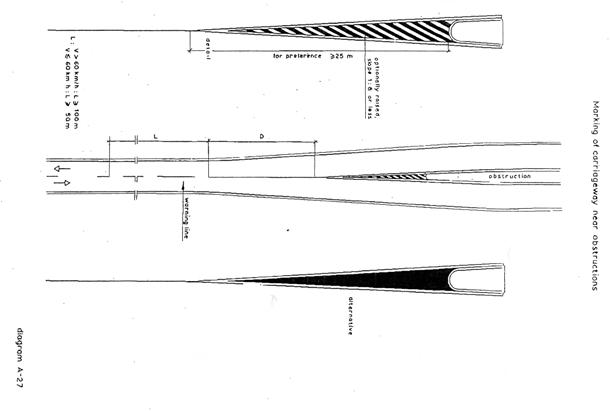 Marking of carriageway near obstructions
detail
for preference ≥25 m
optionally raised,
slope 1:6 or less
L: V > 60 km/h: L ≥ 100 m
V ≤ 60 km h: L ≥ 50 m
L
D
obstruction
warning line
alternative
diagram A-27